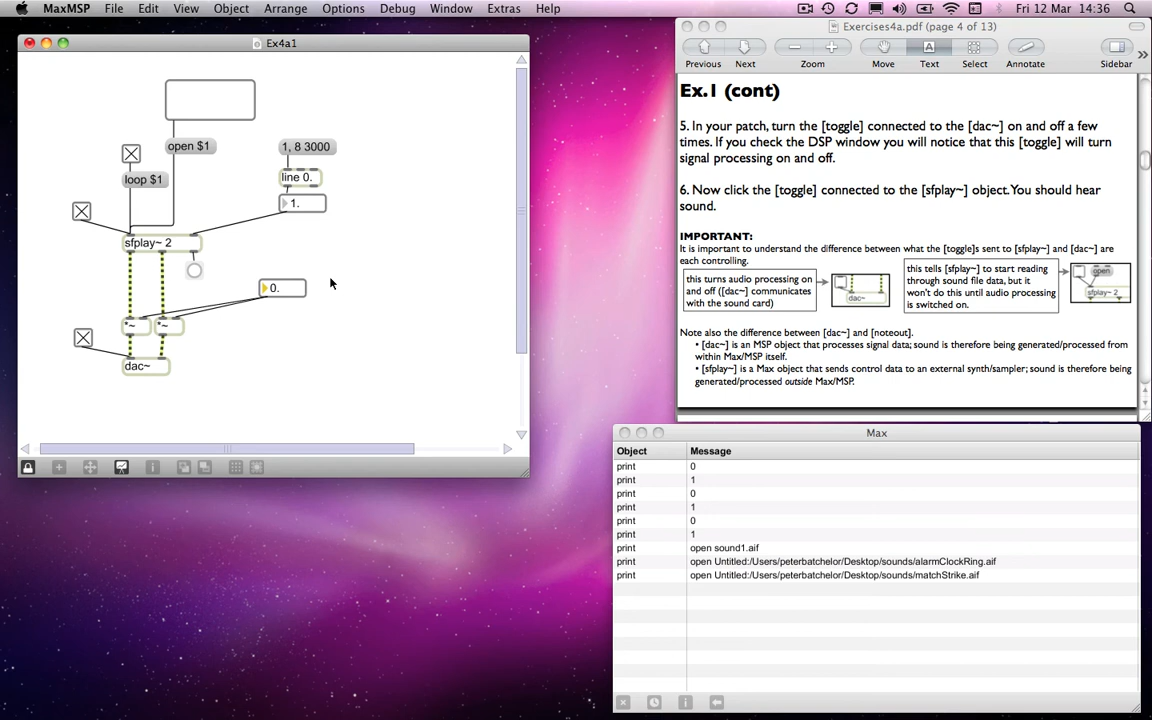 MaxMSP File Edit View Object Arrange Options Debug Window Extras Help Fri 12 Mar 14:36
Ex4a1
open $1
1, 8 3000
loop $1
line 0.
1.
sfplay~ 2
0.
*~ *~
dac~
Exercises4a.pdf (page 4 of 13)
Previous Next Zoom Move Text Select Annotate Sidebar
Ex.1 (cont)
5. In your patch, turn the [toggle] connected to the [dac~] on and off a few
times. If you check the DSP window you will notice that this [toggle] will turn
signal processing on and off.
6. Now click the [toggle] connected to the [sfplay~] object. You should hear
sound.
IMPORTANT:
It is important to understand the difference between what the [toggle]s sent to [sfplay~] and [dac~] are
each controlling.
this turns audio processing on
and off ([dac~] communicates
with the sound card)
dac~
this tells [sfplay~] to start reading
through sound file data, but it
won't do this until audio processing
is switched on.
open
sfplay~ 2
Note also the difference between [dac~] and [noteout].
• [dac~] is an MSP object that processes signal data; sound is therefore being generated/processed from
within Max/MSP itself.
• [sfplay~] is a Max object that sends control data to an external synth/sampler; sound is therefore being
generated/processed outside Max/MSP.
Max
Object Message
print 0
print 1
print 0
print 1
print 0
print 1
print open sound1.aif
print open Untitled:/Users/peterbatchelor/Desktop/sounds/alarmClockRing.aif
print open Untitled:/Users/peterbatchelor/Desktop/sounds/matchStrike.aif